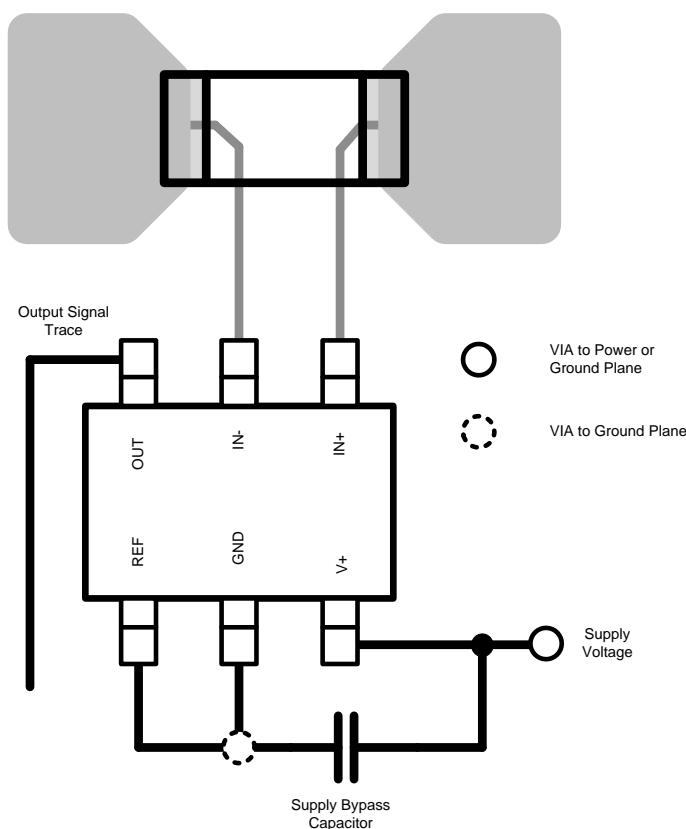 Output Signal
Trace
VIA to Power or
Ground Plane
VIA to Ground Plane
OUT
IN-
IN+
REF
GND
V+
Supply
Voltage
Supply Bypass
Capacitor